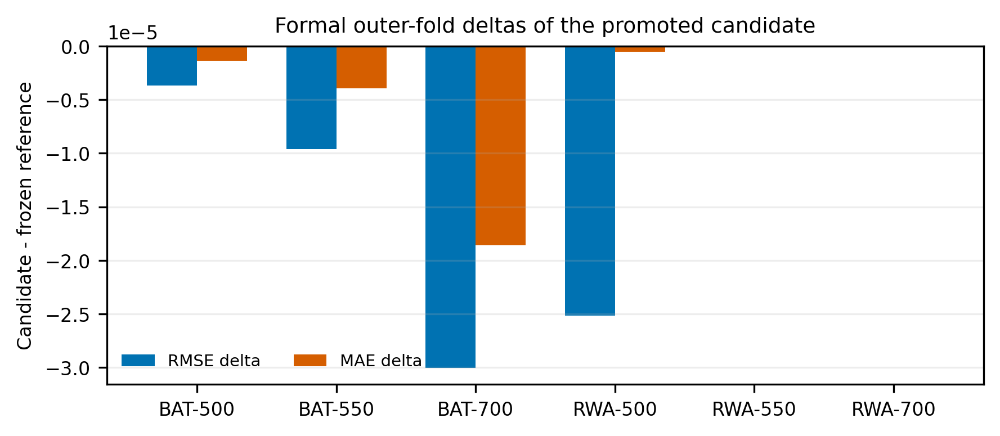 Formal outer-fold deltas of the promoted candidate
1e−5
0.0
−0.5
−1.0
−1.5
−2.0
−2.5
−3.0
Candidate - frozen reference
RMSE delta
MAE delta
BAT-500
BAT-550
BAT-700
RWA-500
RWA-550
RWA-700